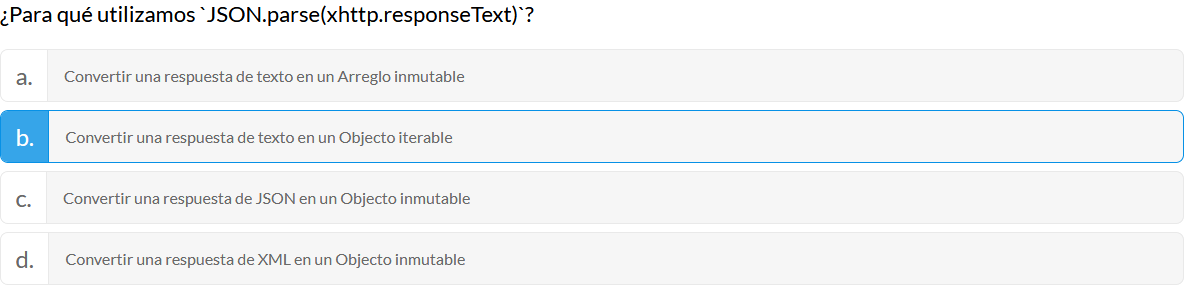 ¿Para qué utilizamos `JSON.parse(xhttp.responseText)`?
a. Convertir una respuesta de texto en un Arreglo inmutable
b. Convertir una respuesta de texto en un Objecto iterable
c. Convertir una respuesta de JSON en un Objecto inmutable
d. Convertir una respuesta de XML en un Objecto inmutable